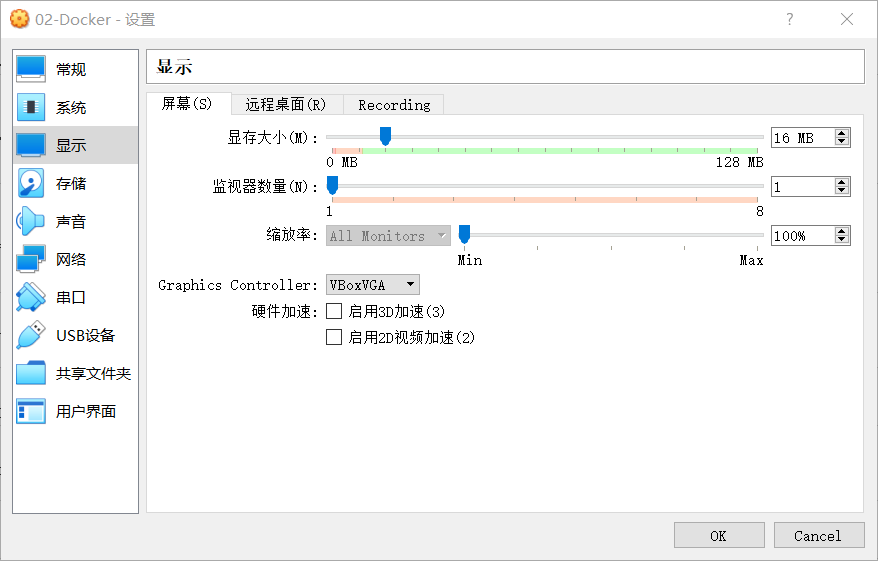 02-Docker - 设置
?
常规
系统
显示
存储
声音
网络
串口
USB设备
共享文件夹
用户界面
显示
屏幕(S) 远程桌面(R) Recording
显存大小(M): 16 MB
0 MB 128 MB
监视器数量(N): 1
1 8
缩放率: All Monitors 100%
Min Max
Graphics Controller: VBoxVGA
硬件加速: 启用3D加速(3)
启用2D视频加速(2)
OK Cancel